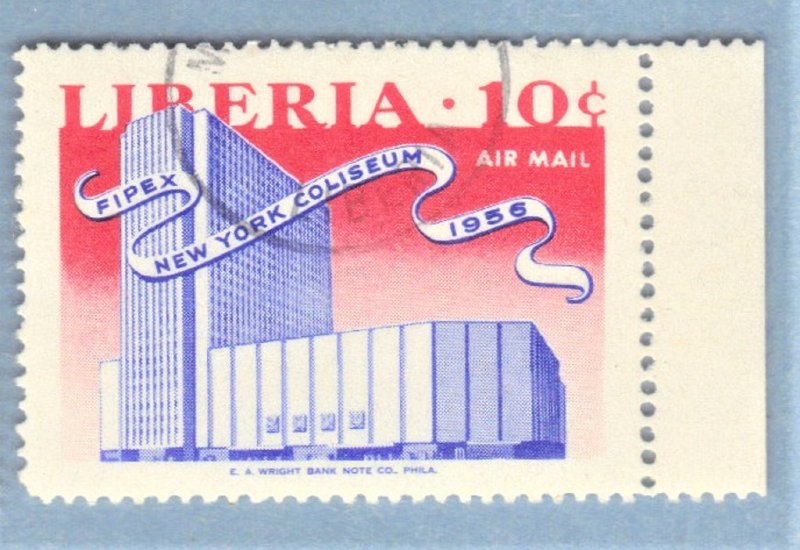 LIBERIA · 10¢
AIR MAIL
FIPEX
NEW YORK COLISEUM
1956
E. A. WRIGHT BANK NOTE CO., PHILA.